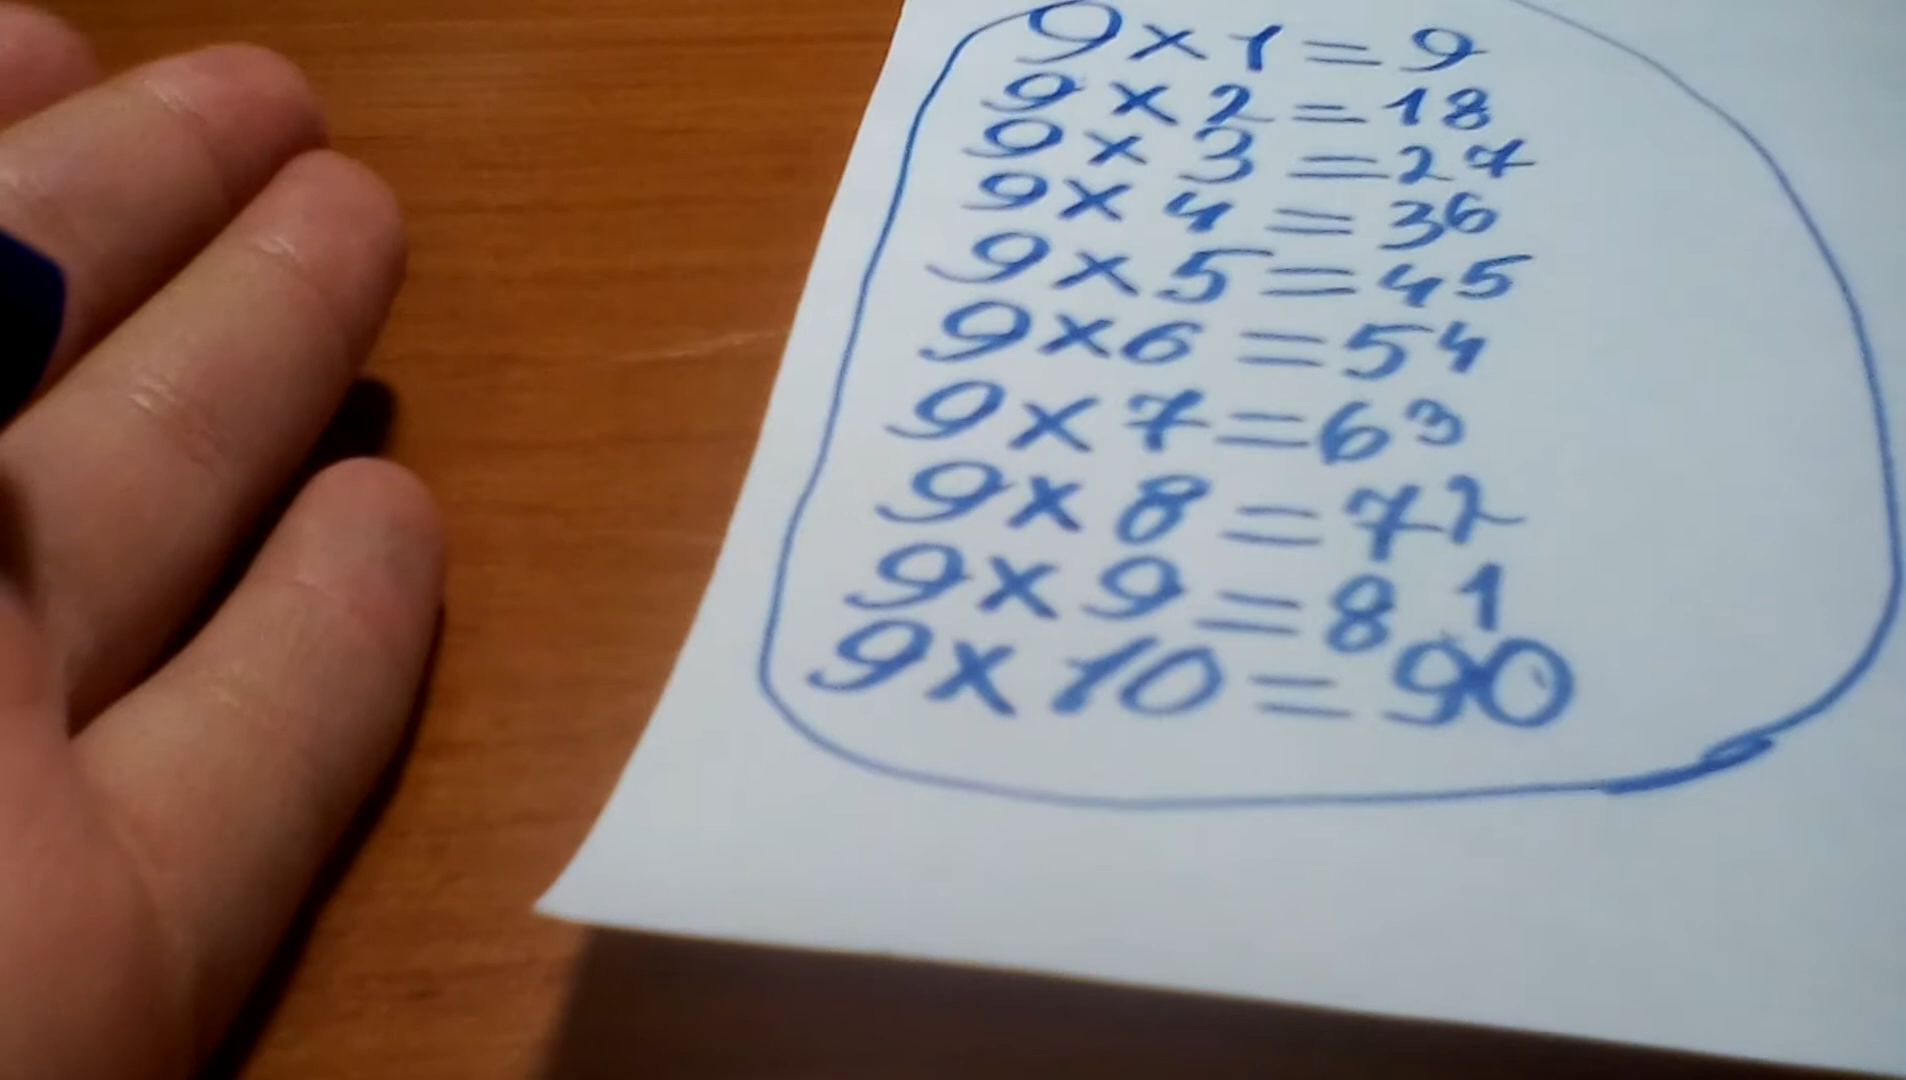 9 × 1 = 9
9 × 2 = 18
9 × 3 = 27
9 × 4 = 36
9 × 5 = 45
9 × 6 = 54
9 × 7 = 63
9 × 8 = 72
9 × 9 = 81
9 × 10 = 90